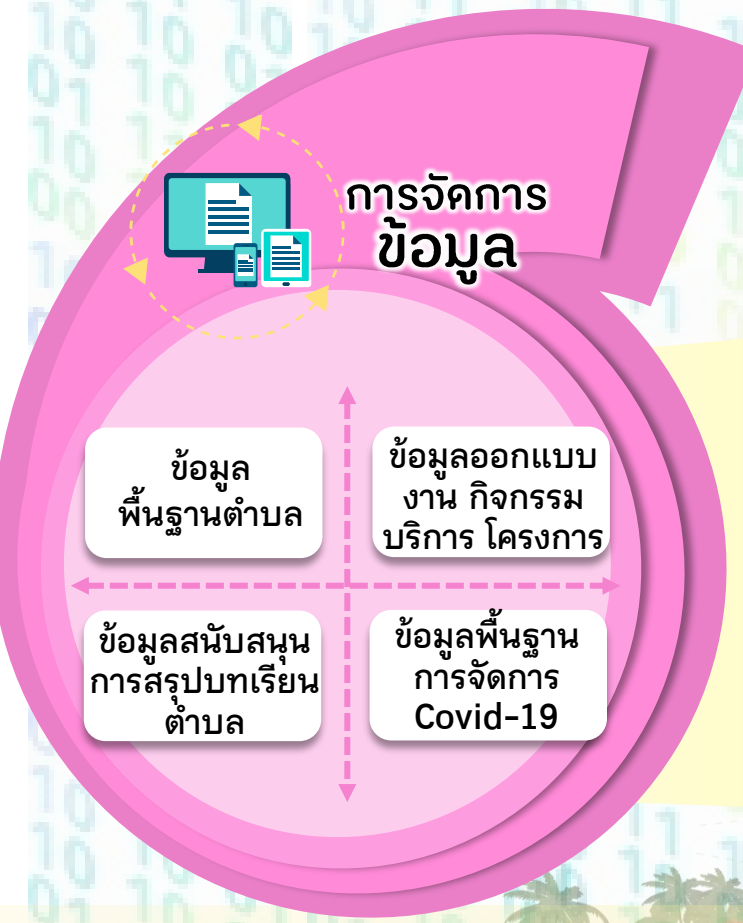 การจัดการ
ข้อมูล
ข้อมูล
พื้นฐานตำบล
ข้อมูลออกแบบ
งาน กิจกรรม
บริการ โครงการ
ข้อมูลสนับสนุน
การสรุปบทเรียน
ตำบล
ข้อมูลพื้นฐาน
การจัดการ
Covid-19